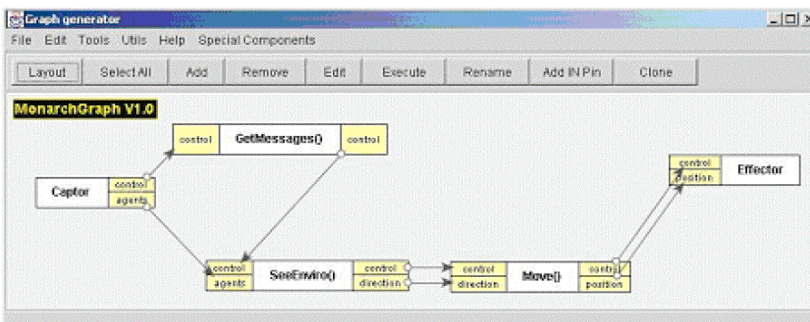 Graph generator
File Edit Tools Utils Help Special Components
Layout Select All Add Remove Edit Execute Rename Add IN Pin Clone
MonarchGraph V1.0
control GetMessages() control
control Effector
position
Captor control
agents
control SeeEnviro() control
agents direction
control Move() control
direction position